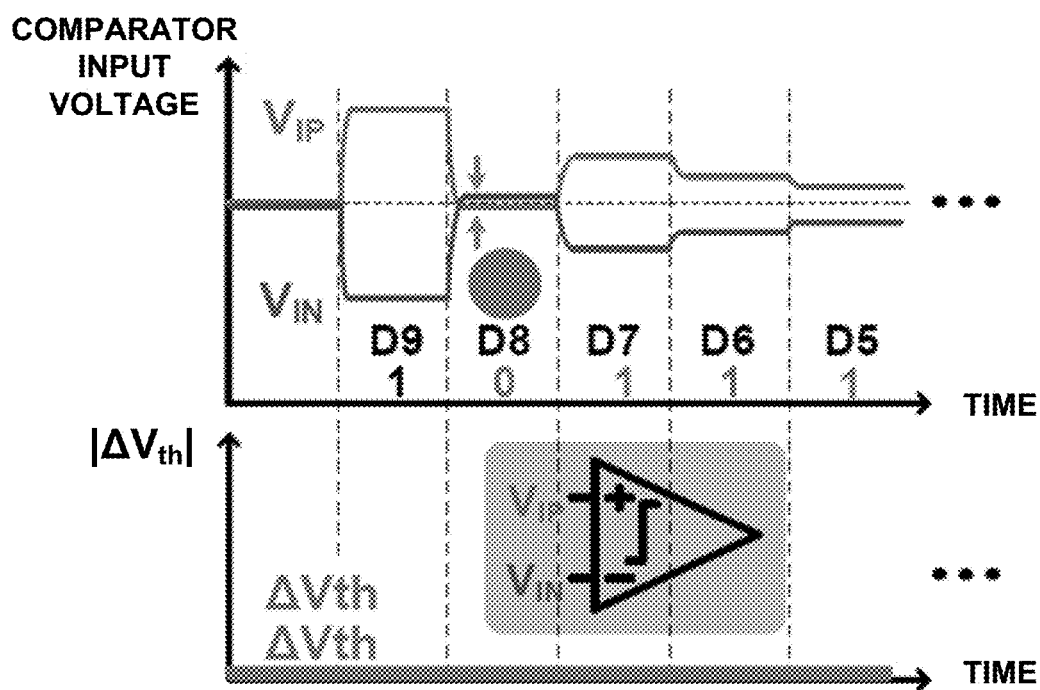 COMPARATOR
INPUT
VOLTAGE
V_IP
V_IN
D9 D8 D7 D6 D5
1 0 1 1 1
TIME
|ΔV_th|
V_IP
+
V_IN
−
ΔVth
ΔVth
TIME